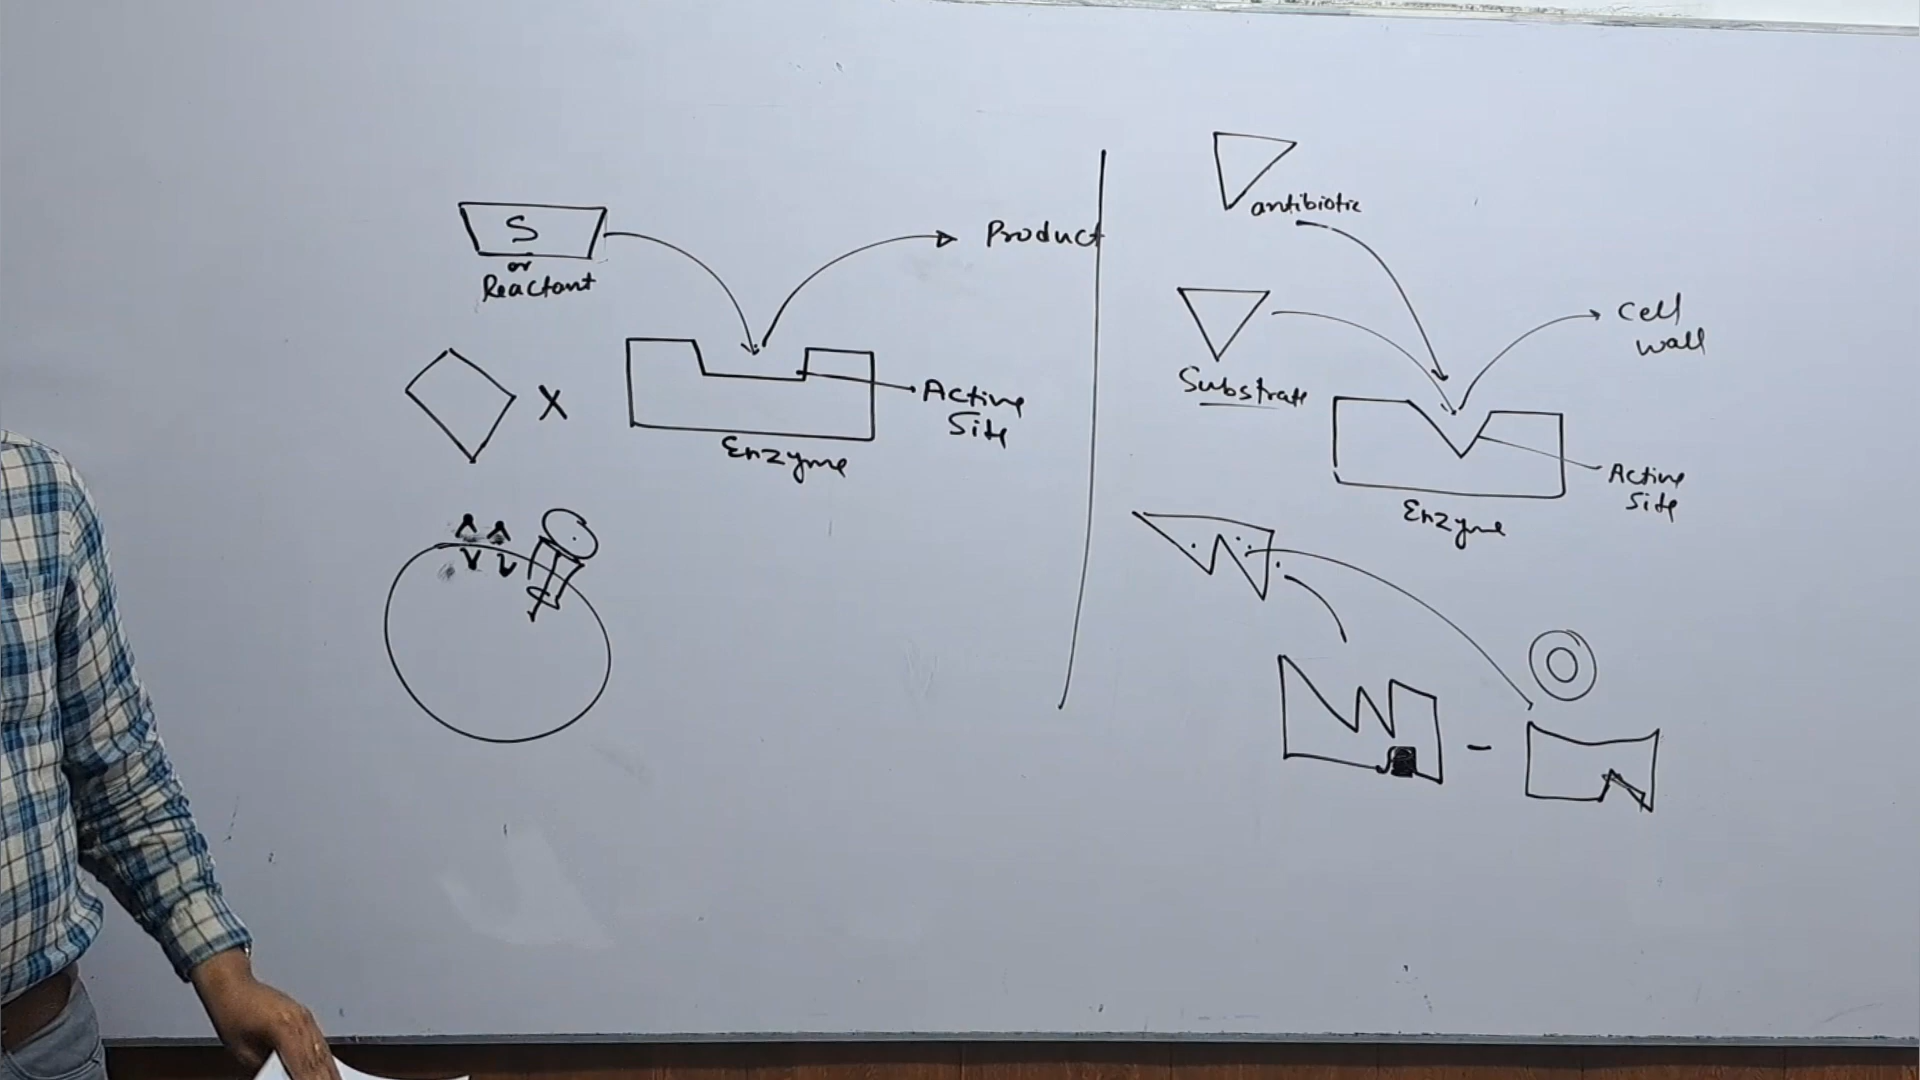 S
or
Reactant
Product
X
Active
Site
Enzyme
antibiotic
Substrate
Cell
wall
Active
Site
Enzyme